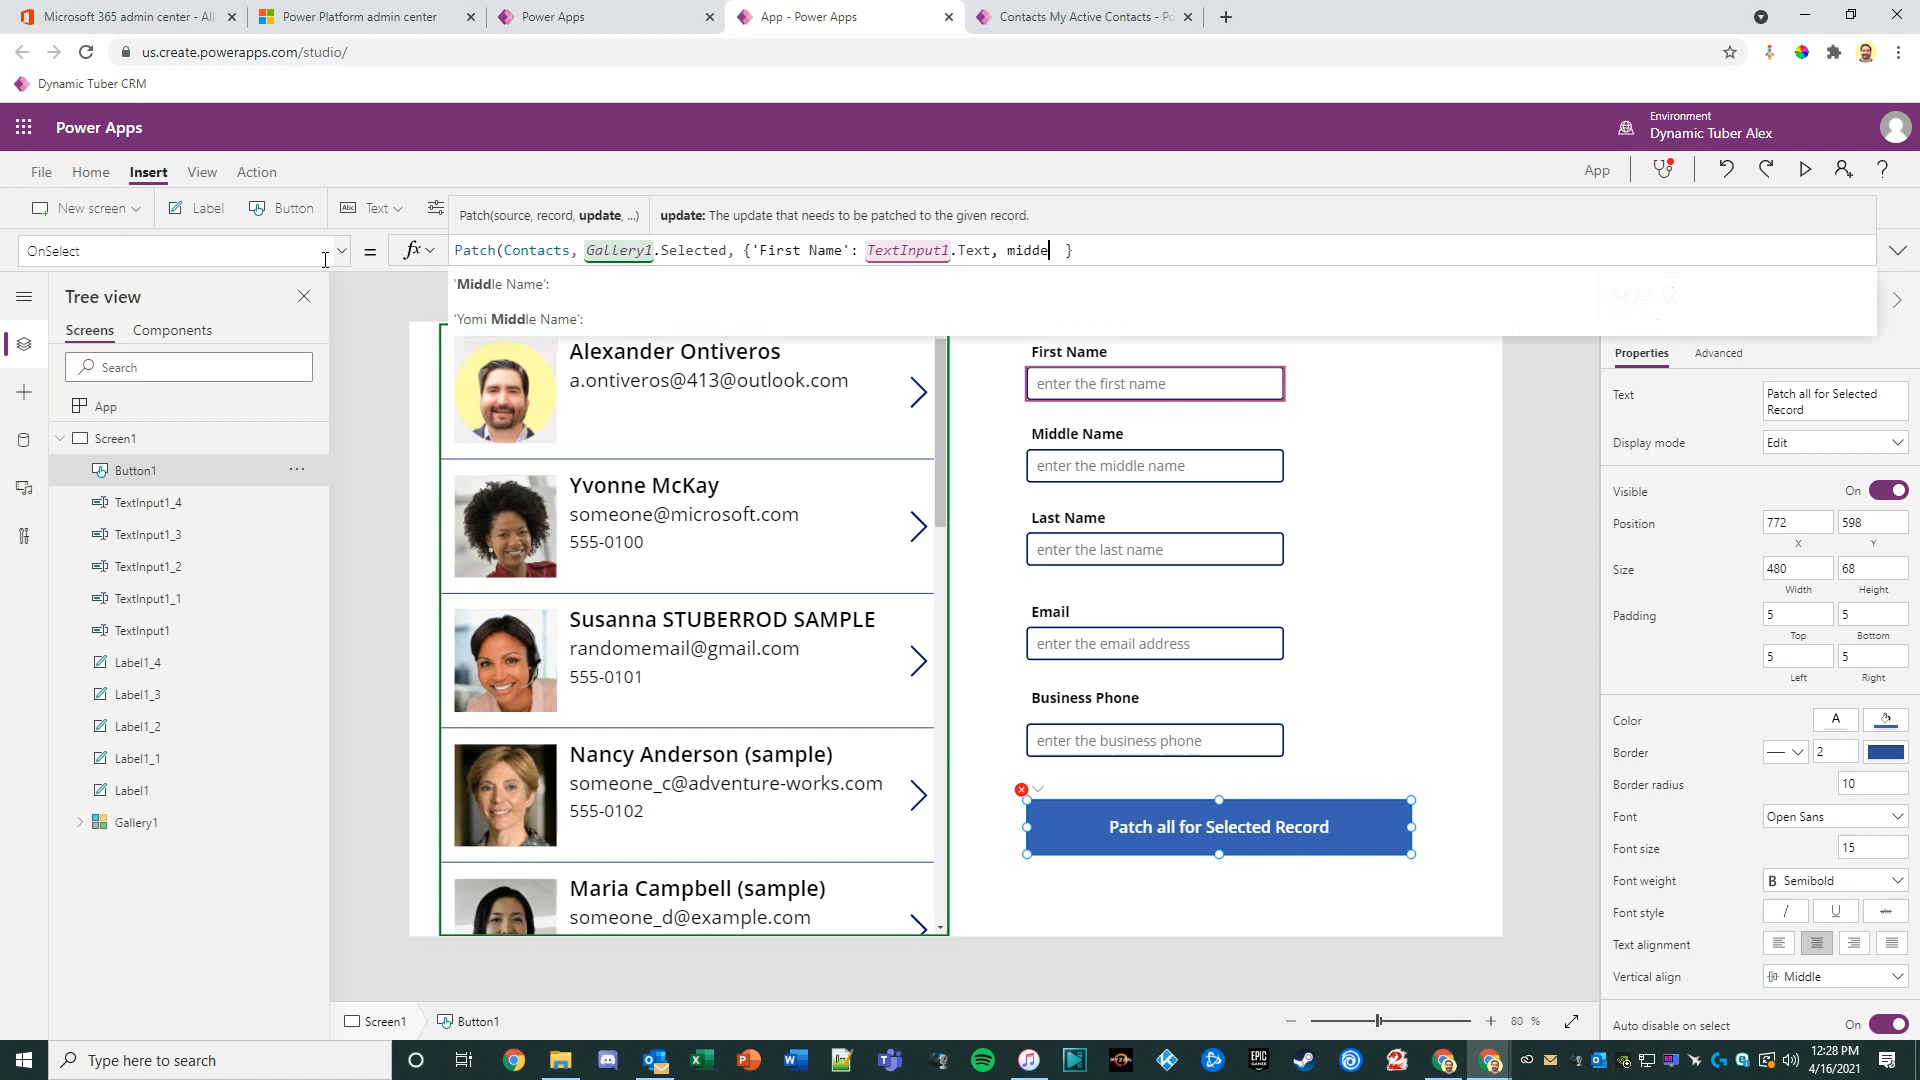 Microsoft 365 admin center - All
Power Platform admin center
Power Apps
App - Power Apps
Contacts My Active Contacts - Po
us.create.powerapps.com/studio/
Dynamic Tuber CRM
Power Apps
Environment
Dynamic Tuber Alex
File
Home
Insert
View
Action
App
New screen
Label
Button
Abc
Text
Patch(source, record, update, ...)
update: The update that needs to be patched to the given record.
OnSelect
=
fx
Patch(Contacts, Gallery1.Selected, {'First Name': TextInput1.Text, midde }
'Middle Name':
'Yomi Middle Name':
Tree view
Screens
Components
Search
App
Screen1
Button1
TextInput1_4
TextInput1_3
TextInput1_2
TextInput1_1
TextInput1
Label1_4
Label1_3
Label1_2
Label1_1
Label1
Gallery1
Alexander Ontiveros
a.ontiveros@413@outlook.com
Yvonne McKay
someone@microsoft.com
555-0100
Susanna STUBERROD SAMPLE
randomemail@gmail.com
555-0101
Nancy Anderson (sample)
someone_c@adventure-works.com
555-0102
Maria Campbell (sample)
someone_d@example.com
First Name
enter the first name
Middle Name
enter the middle name
Last Name
enter the last name
Email
enter the email address
Business Phone
enter the business phone
Patch all for Selected Record
Properties
Advanced
Text
Patch all for Selected
Record
Display mode
Edit
Visible
On
Position
772
598
X
Y
Size
480
68
Width
Height
Padding
5
5
Top
Bottom
5
5
Left
Right
Color
A
Border
2
Border radius
10
Font
Open Sans
Font size
15
Font weight
B Semibold
Font style
/
U
abc
Text alignment
Vertical align
Middle
Auto disable on select
On
Screen1
Button1
80 %
Type here to search
12:28 PM
4/16/2021